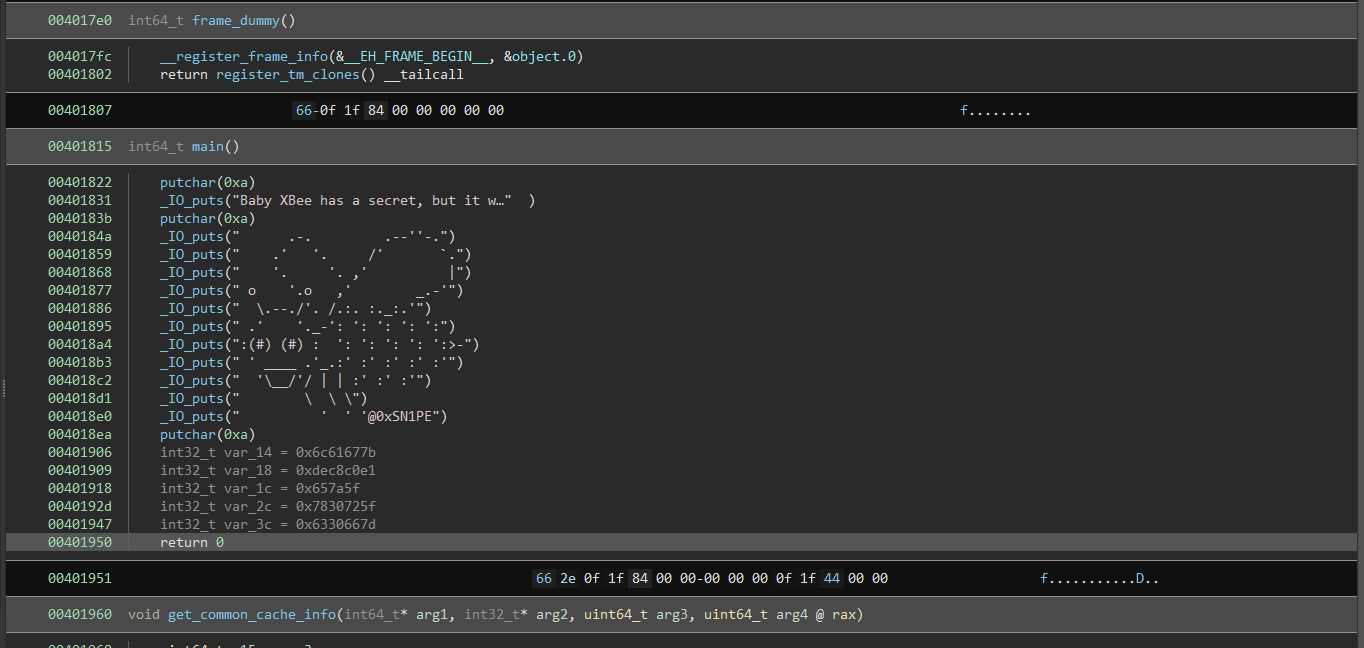 004017e0  int64_t frame_dummy()
004017fc      __register_frame_info(&__EH_FRAME_BEGIN__, &object.0)
00401802      return register_tm_clones() __tailcall
00401807                       66-0f 1f 84 00 00 00 00 00                                                         f........
00401815  int64_t main()
00401822      putchar(0xa)
00401831      _IO_puts("Baby XBee has a secret, but it w…"  )
0040183b      putchar(0xa)
0040184a      _IO_puts("      .-.         .--''-.")
00401859      _IO_puts("    .'   '.     /'       `.")
00401868      _IO_puts("    '.     '. ,'          |")
00401877      _IO_puts(" o    '.o   ,'        _.-'")
00401886      _IO_puts("  \.--./'. /.:. :._:.'")
00401895      _IO_puts(" .'    '._-': ': ': ': ':")
004018a4      _IO_puts(":(#) (#) :  ': ': ': ': ':>-")
004018b3      _IO_puts(" ' ____ .'_.:' :' :' :' :'")
004018c2      _IO_puts("  '\__/'/ | | :' :' :'")
004018d1      _IO_puts("        \  \ \")
004018e0      _IO_puts("          '  ' '@0xSN1PE")
004018ea      putchar(0xa)
00401906      int32_t var_14 = 0x6c61677b
00401909      int32_t var_18 = 0xdec8c0e1
00401918      int32_t var_1c = 0x657a5f
0040192d      int32_t var_2c = 0x7830725f
00401947      int32_t var_3c = 0x6330667d
00401950      return 0
00401951      66 2e 0f 1f 84 00 00-00 00 00 0f 1f 44 00 00      f...........D..
00401960  void get_common_cache_info(int64_t* arg1, int32_t* arg2, uint64_t arg3, uint64_t arg4 @ rax)